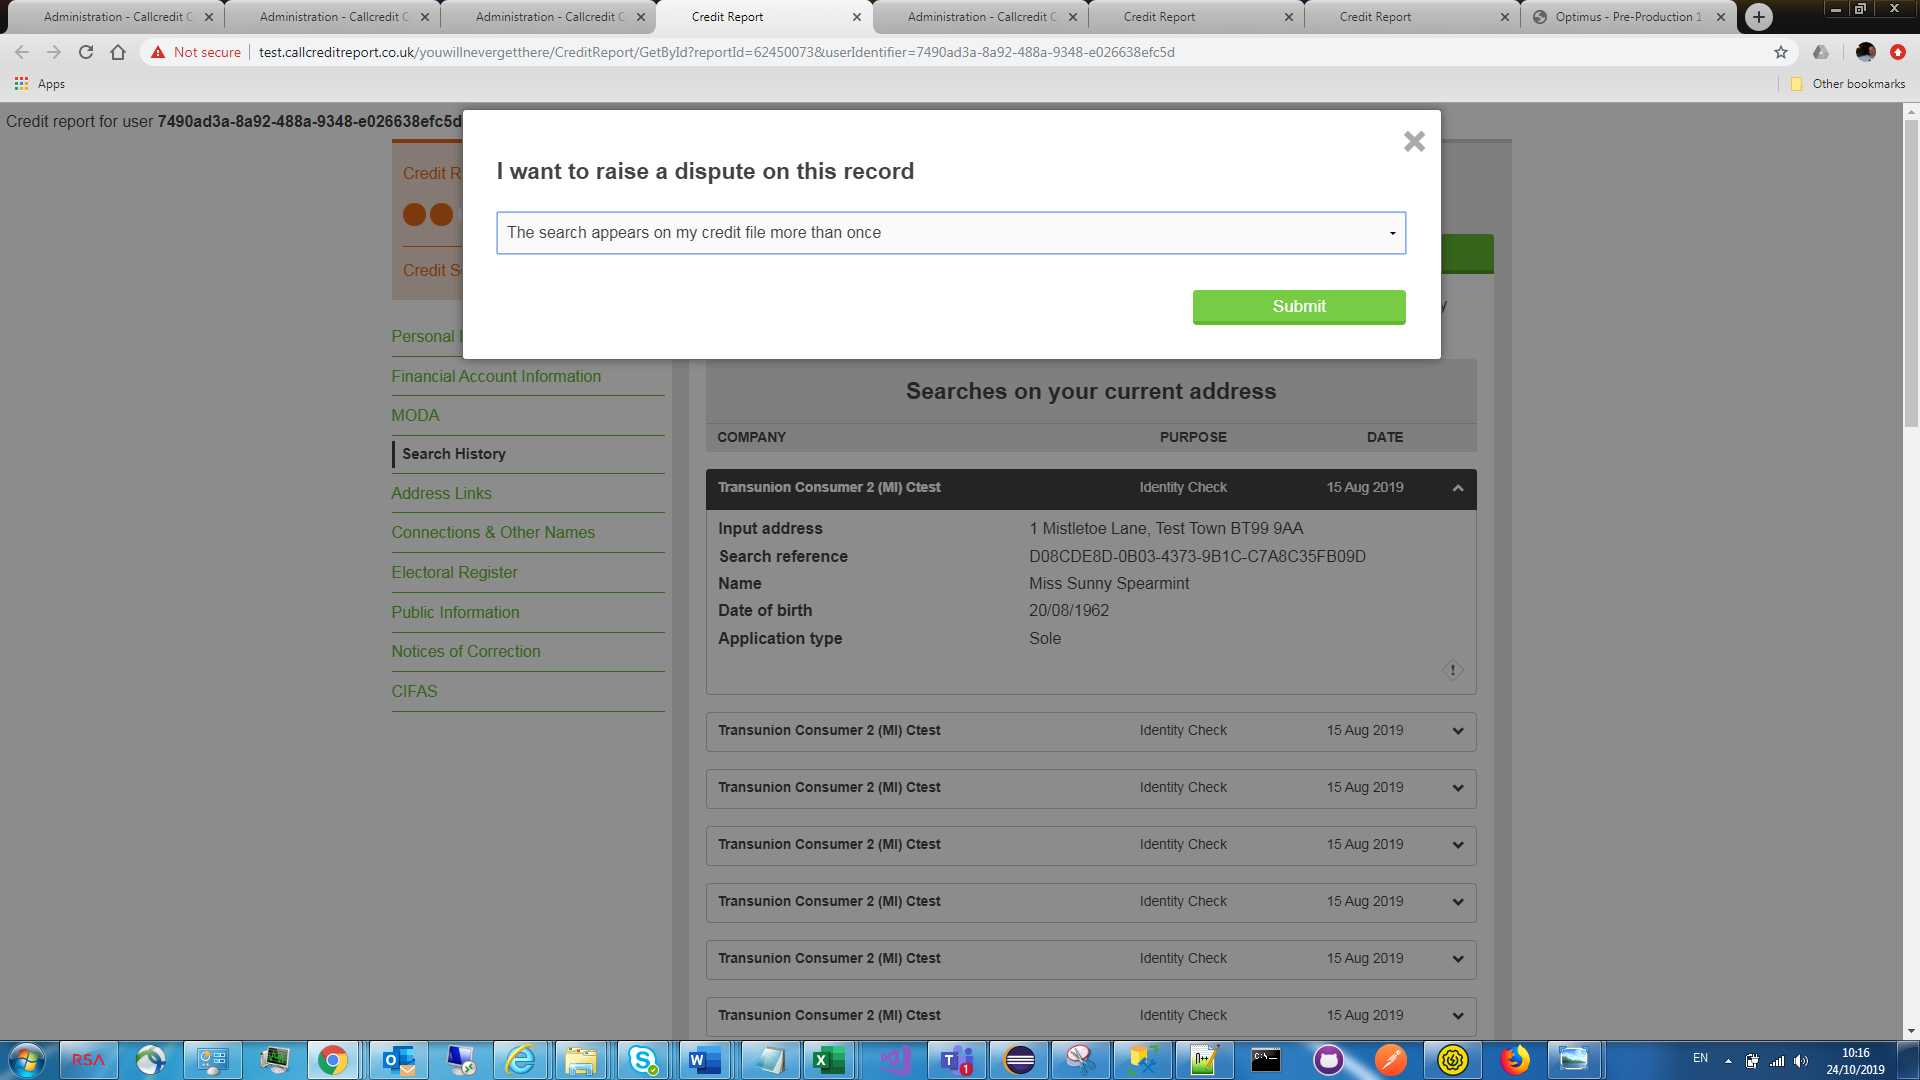 Administration - Callcredit C
Administration - Callcredit C
Administration - Callcredit C
Credit Report
Administration - Callcredit C
Credit Report
Credit Report
Optimus - Pre-Production 1
Not secure
test.callcreditreport.co.uk/youwillnevergetthere/CreditReport/GetById?reportId=62450073&userIdentifier=7490ad3a-8a92-488a-9348-e026638efc5d
Apps
Other bookmarks
Credit report for user 7490ad3a-8a92-488a-9348-e026638efc5d
I want to raise a dispute on this record
The search appears on my credit file more than once
Submit
Credit R
Credit S
Personal
Financial Account Information
MODA
Search History
Address Links
Connections & Other Names
Electoral Register
Public Information
Notices of Correction
CIFAS
y
Searches on your current address
COMPANY PURPOSE DATE
Transunion Consumer 2 (MI) Ctest Identity Check 15 Aug 2019
Input address 1 Mistletoe Lane, Test Town BT99 9AA
Search reference D08CDE8D-0B03-4373-9B1C-C7A8C35FB09D
Name Miss Sunny Spearmint
Date of birth 20/08/1962
Application type Sole
Transunion Consumer 2 (MI) Ctest Identity Check 15 Aug 2019
Transunion Consumer 2 (MI) Ctest Identity Check 15 Aug 2019
Transunion Consumer 2 (MI) Ctest Identity Check 15 Aug 2019
Transunion Consumer 2 (MI) Ctest Identity Check 15 Aug 2019
Transunion Consumer 2 (MI) Ctest Identity Check 15 Aug 2019
Transunion Consumer 2 (MI) Ctest Identity Check 15 Aug 2019
RSA
EN
10:16
24/10/2019